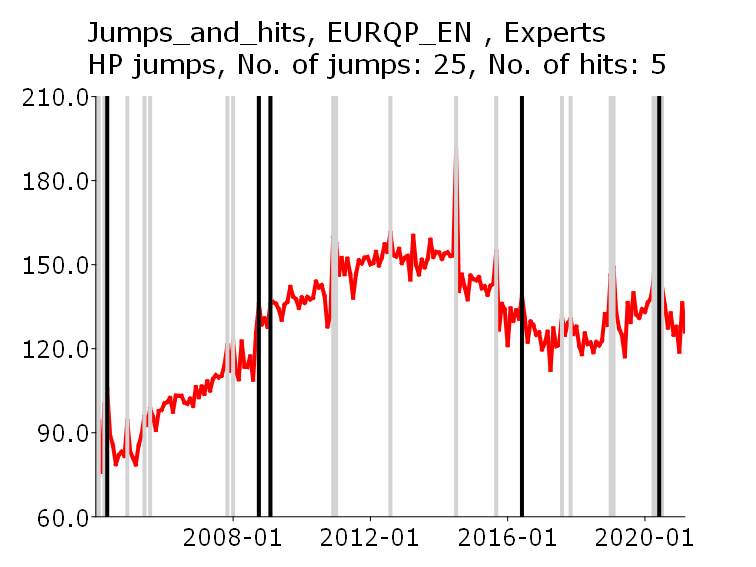 Jumps_and_hits, EURQP_EN , Experts
HP jumps, No. of jumps: 25, No. of hits: 5
210.0
180.0
150.0
120.0
90.0
60.0
2008-01 2012-01 2016-01 2020-01